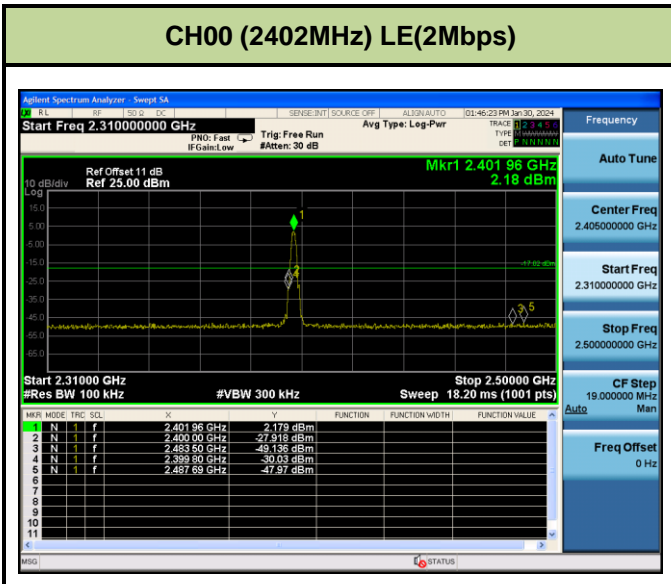 CH00 (2402MHz) LE(2Mbps)
Agilent Spectrum Analyzer - Swept SA
RL RF 50 Ω DC SENSE:INT SOURCE OFF ALIGN AUTO 01:46:23 PM Jan 30, 2024
Start Freq 2.310000000 GHz
PNO: Fast
IFGain:Low
Trig: Free Run
#Atten: 30 dB
Avg Type: Log-Pwr
TRACE 1 2 3 4 5 6
TYPE
DET P N N N N N
Ref Offset 11 dB
Ref 25.00 dBm
10 dB/div
Log
Mkr1 2.401 96 GHz
2.18 dBm
15.0
5.00
-5.00
-15.0
-25.0
-35.0
-45.0
-55.0
-65.0
1
2
3
5
-17.82 dBm
Start 2.31000 GHz
Stop 2.50000 GHz
#Res BW 100 kHz
#VBW 300 kHz
Sweep 18.20 ms (1001 pts)
MKR MODE TRC SCL X Y FUNCTION FUNCTION WIDTH FUNCTION VALUE
1 N 1 f 2.401 96 GHz 2.179 dBm
2 N 1 f 2.400 00 GHz -27.918 dBm
3 N 1 f 2.483 50 GHz -49.136 dBm
4 N 1 f 2.399 80 GHz -30.03 dBm
5 N 1 f 2.487 69 GHz -47.97 dBm
6
7
8
9
10
11
MSG
STATUS
Frequency
Auto Tune
Center Freq
2.405000000 GHz
Start Freq
2.310000000 GHz
Stop Freq
2.500000000 GHz
CF Step
19.000000 MHz
Auto Man
Freq Offset
0 Hz